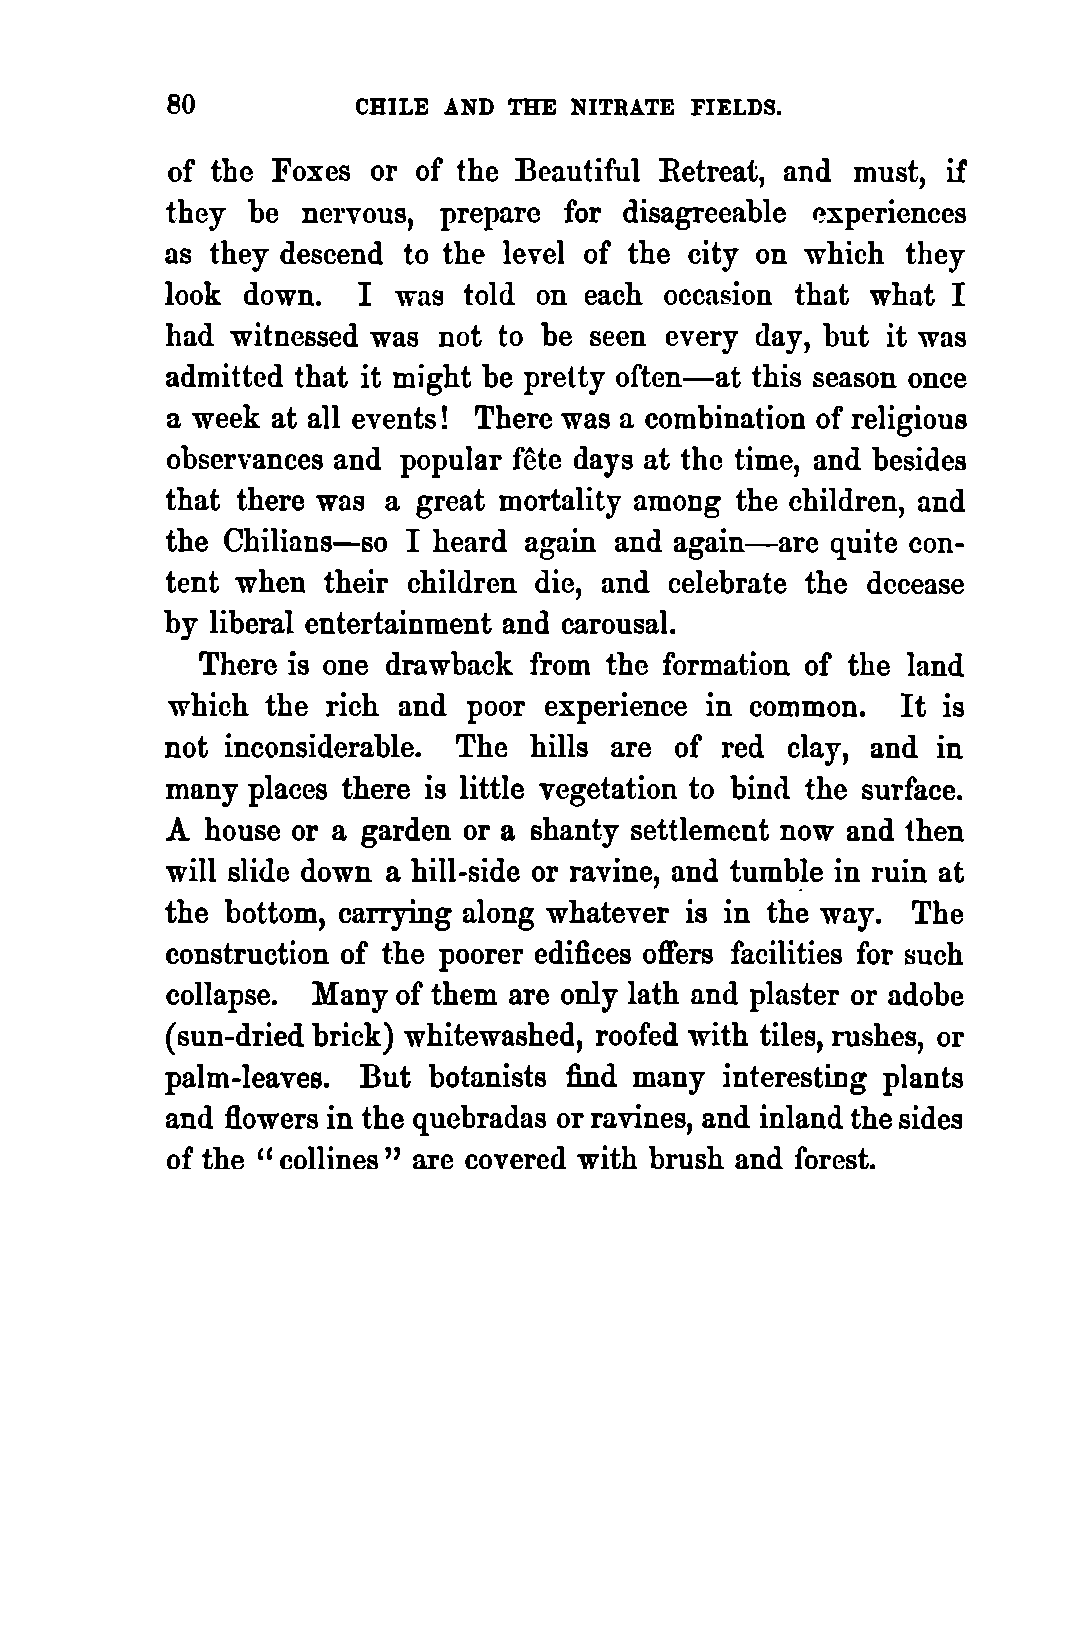 80 CHILE AND THE NITRATE FIELDS.
of the Foxes or of the Beautiful Retreat, and must, if
they be nervous, prepare for disagreeable experiences
as they descend to the level of the city on which they
look down. I was told on each occasion that what I
had witnessed was not to be seen every day, but it was
admitted that it might be pretty often—at this season once
a week at all events! There was a combination of religious
observances and popular fête days at the time, and besides
that there was a great mortality among the children, and
the Chilians—so I heard again and again—are quite con-
tent when their children die, and celebrate the decease
by liberal entertainment and carousal.
There is one drawback from the formation of the land
which the rich and poor experience in common. It is
not inconsiderable. The hills are of red clay, and in
many places there is little vegetation to bind the surface.
A house or a garden or a shanty settlement now and then
will slide down a hill-side or ravine, and tumble in ruin at
the bottom, carrying along whatever is in the way. The
construction of the poorer edifices offers facilities for such
collapse. Many of them are only lath and plaster or adobe
(sun-dried brick) whitewashed, roofed with tiles, rushes, or
palm-leaves. But botanists find many interesting plants
and flowers in the quebradas or ravines, and inland the sides
of the “collines” are covered with brush and forest.